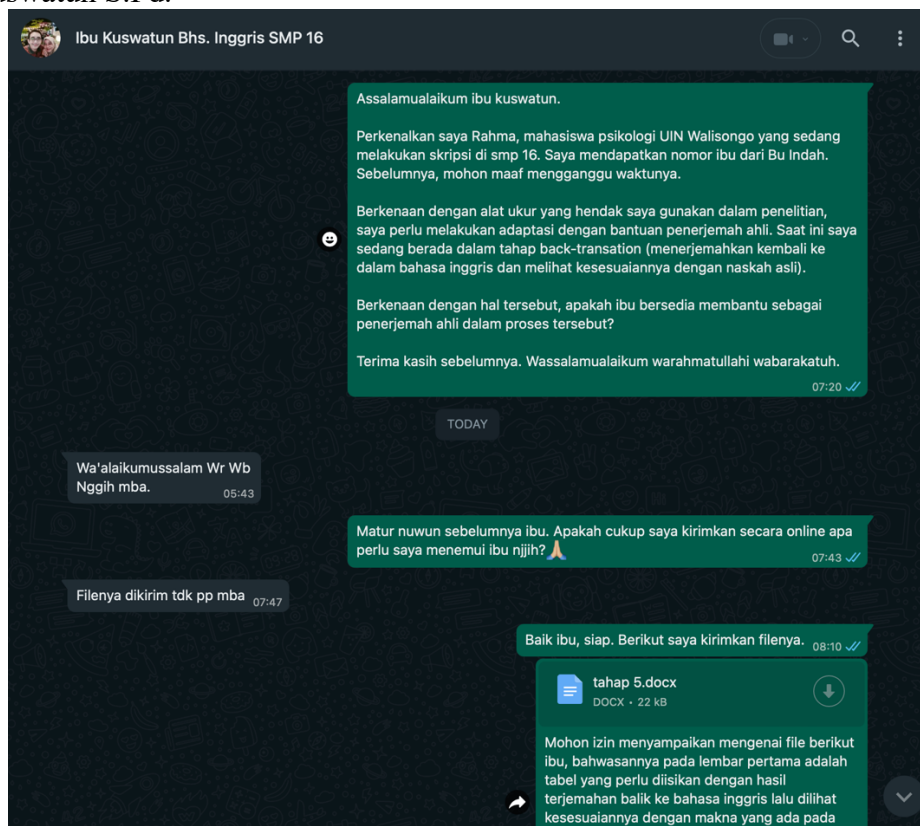 Ibu Kuswatun Bhs. Inggris SMP 16
Assalamualaikum ibu kuswatun.
Perkenalkan saya Rahma, mahasiswa psikologi UIN Walisongo yang sedang
melakukan skripsi di smp 16. Saya mendapatkan nomor ibu dari Bu Indah.
Sebelumnya, mohon maaf mengganggu waktunya.
Berkenaan dengan alat ukur yang hendak saya gunakan dalam penelitian,
saya perlu melakukan adaptasi dengan bantuan penerjemah ahli. Saat ini saya
sedang berada dalam tahap back-transation (menerjemahkan kembali ke
dalam bahasa inggris dan melihat kesesuaiannya dengan naskah asli).
Berkenaan dengan hal tersebut, apakah ibu bersedia membantu sebagai
penerjemah ahli dalam proses tersebut?
Terima kasih sebelumnya. Wassalamualaikum warahmatullahi wabarakatuh.
07:20
TODAY
Wa'alaikumussalam Wr Wb
Nggih mba.
05:43
Matur nuwun sebelumnya ibu. Apakah cukup saya kirimkan secara online apa
perlu saya menemui ibu njjih?
07:43
Filenya dikirim tdk pp mba 07:47
Baik ibu, siap. Berikut saya kirimkan filenya. 08:10
tahap 5.docx
DOCX • 22 kB
Mohon izin menyampaikan mengenai file berikut
ibu, bahwasannya pada lembar pertama adalah
tabel yang perlu diisikan dengan hasil
terjemahan balik ke bahasa inggris lalu dilihat
kesesuaiannya dengan makna yang ada pada